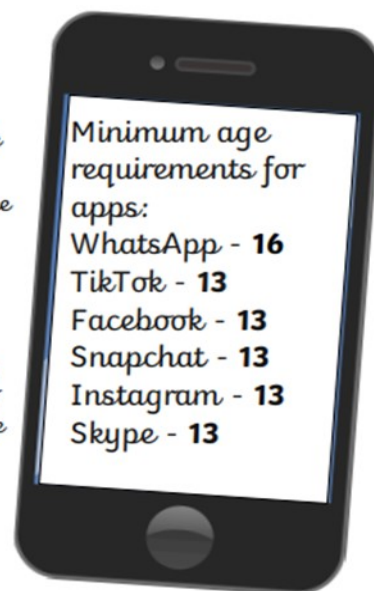 Minimum age
requirements for
apps:
WhatsApp - 16
TikTok - 13
Facebook - 13
Snapchat - 13
Instagram - 13
Skype - 13